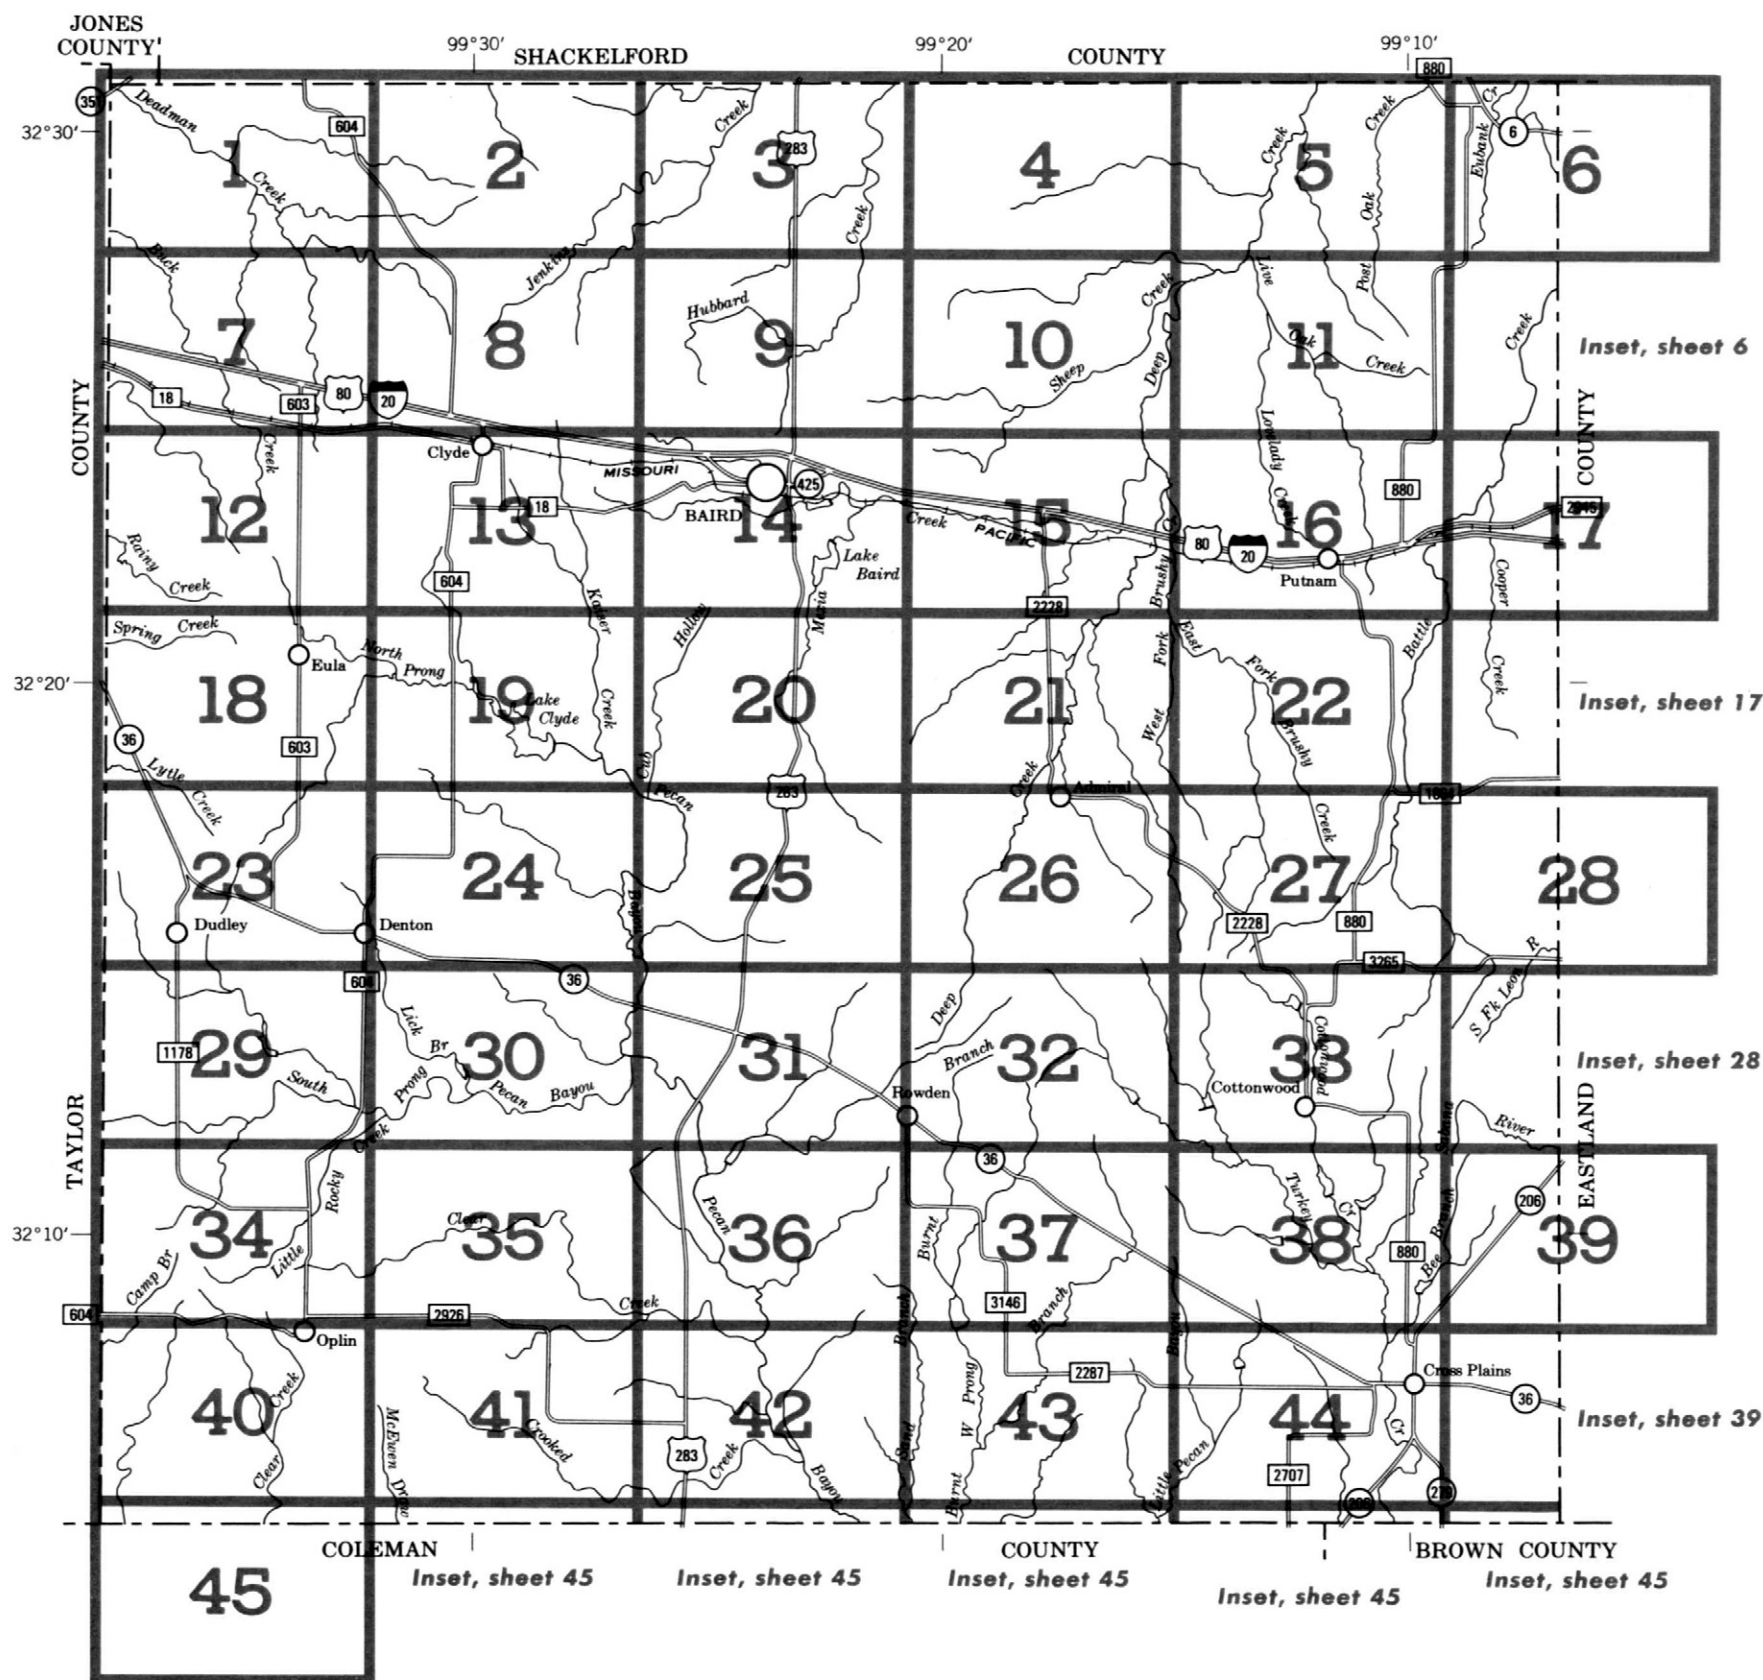 JONES
COUNTY
99°30'
SHACKELFORD
99°20'
COUNTY
99°10'
880
35
Deadman
604
Creek
283
Creek
Creek
Cr
6
32°30'
1
2
3
4
5
6
Creek
Post Oak
Eubank
Creek
Buck
Jenkins
Hubbard
Creek
Live
Oak
Creek
Creek
7
8
9
10
11
Inset, sheet 6
Sheep
Deep
18
603
80
20
COUNTY
COUNTY
Creek
Clyde
MISSOURI
425
Lovelady
Creek
880
12
18
13
BAIRD
14
Creek
PACIFIC
15
Cr
80
20
16
17
Putnam
Rainy
Creek
604
Lake
Baird
Kaiser
Creek
Mexia
2228
Brushy
Cooper
Creek
Spring Creek
Hollow
Battle
Eula
North
Prong
West Fork
East
Fork
Brushy
Creek
32°20'
18
19
Lake
Clyde
20
21
22
Inset, sheet 17
36
603
Lytle
Creek
Pecan
283
Creek
Admiral
23
24
25
26
27
28
Bayou
2228
880
Dudley
Denton
3265
604
36
R
S Fk Leon
Deep
Lick
Br
Cottonwood
1178
29
30
31
32
33
Inset, sheet 28
South
Prong
Pecan Bayou
Branch
Rowden
Cottonwood
Creek
Sabana
River
TAYLOR
EASTLAND
36
Rocky
Pecan
Turkey
Cr
206
Clear
Burnt
Branch
32°10'
34
35
36
37
38
39
Little
880
Bee
Camp Br
604
2926
Creek
3146
Branch
Branch
Bayou
Oplin
2287
Cross Plains
36
40
41
42
43
44
Inset, sheet 39
Creek
McEwen Draw
Crooked
W Prong
Cr
Clear
283
Creek
Bayou
Sand
Burnt
Little Pecan
2707
COLEMAN
COUNTY
BROWN COUNTY
Inset, sheet 45
Inset, sheet 45
Inset, sheet 45
Inset, sheet 45
Inset, sheet 45
45